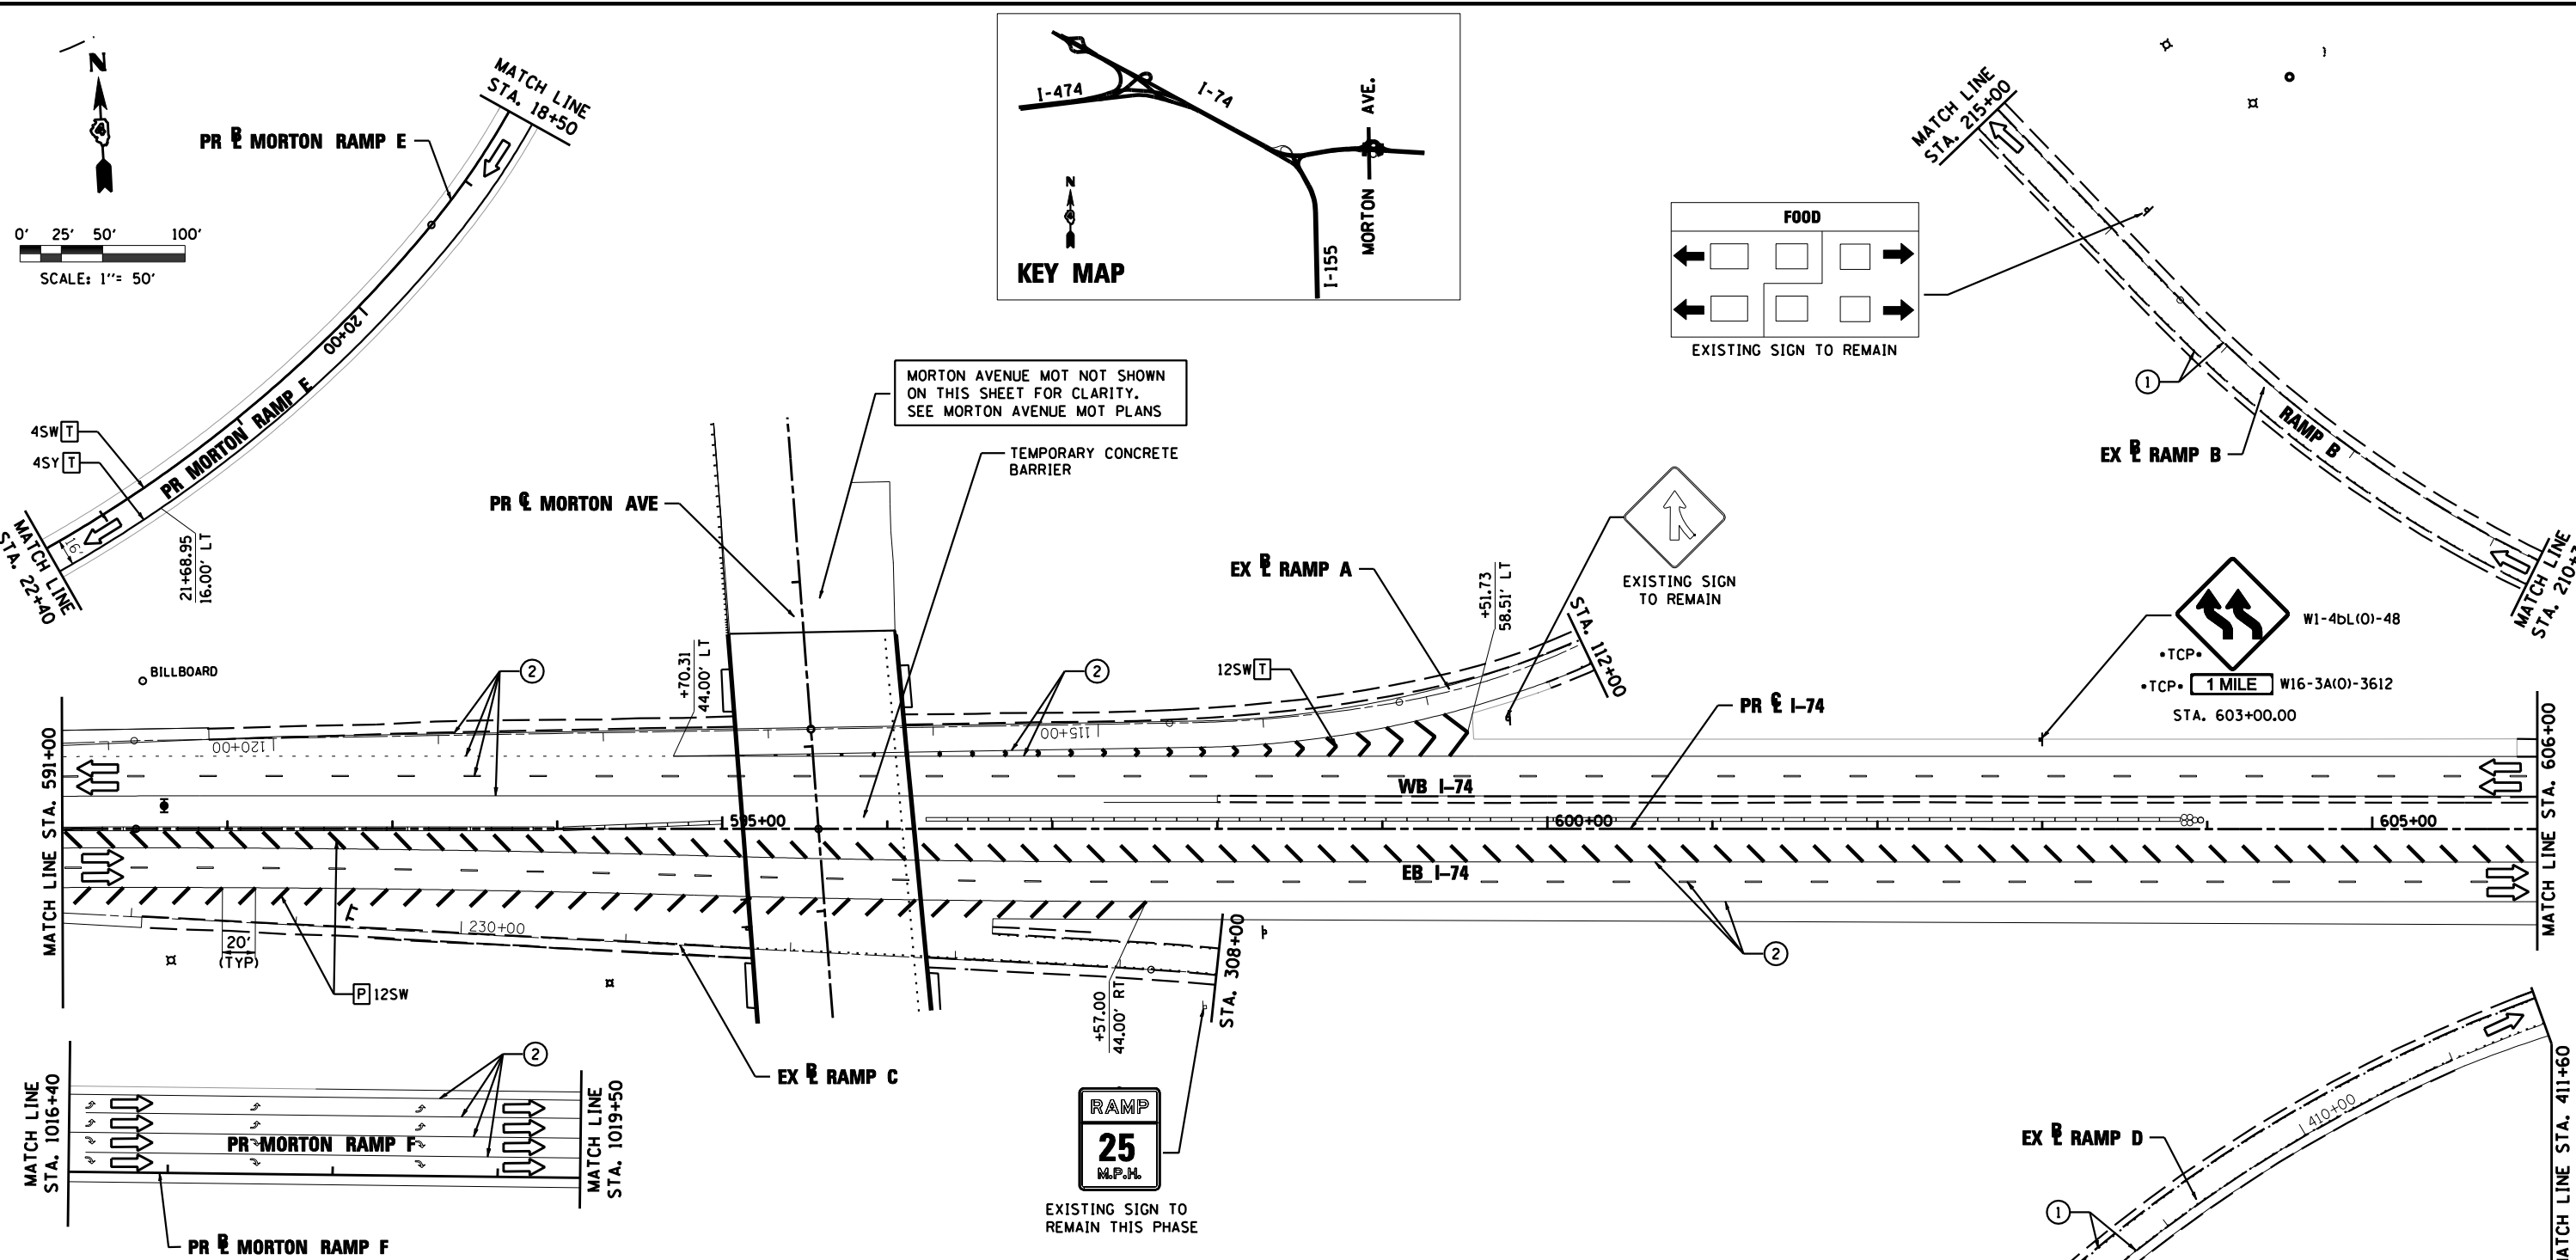 N
0' 25' 50' 100'
SCALE: 1''= 50'
MATCH LINE
STA. 18+50
PR ℄ MORTON RAMP E
120+00
PR MORTON RAMP E
4SW T
4SY T
16'
MATCH LINE
STA. 22+40
21+68.95
16.00' LT
I-474
I-74
MORTON AVE.
I-155
N
KEY MAP
MATCH LINE
STA. 215+00
FOOD
EXISTING SIGN TO REMAIN
1
EX ℄ RAMP B
RAMP B
MATCH LINE
MORTON AVENUE MOT NOT SHOWN
ON THIS SHEET FOR CLARITY.
SEE MORTON AVENUE MOT PLANS
TEMPORARY CONCRETE
BARRIER
PR ℄ MORTON AVE
EX ℄ RAMP A
EXISTING SIGN
TO REMAIN
+51.73
58.51' LT
STA. 112+00
W1-4bL(O)-48
•TCP•
•TCP• 1 MILE W16-3A(O)-3612
STA. 603+00.00
BILLBOARD
2
+70.31
44.00' LT
2
12SW T
PR ℄ I-74
MATCH LINE STA. 591+00
120+00
115+00
WB I-74
595+00
600+00
605+00
EB I-74
MATCH LINE STA. 606+00
230+00
20'
(TYP)
P 12SW
2
+57.00
44.00' RT
STA. 308+00
EX ℄ RAMP C
RAMP
25
M.P.H.
EXISTING SIGN TO
REMAIN THIS PHASE
MATCH LINE
STA. 1016+40
2
PR MORTON RAMP F
MATCH LINE
STA. 1019+50
PR ℄ MORTON RAMP F
EX ℄ RAMP D
410+00
1
MATCH LINE STA. 411+60